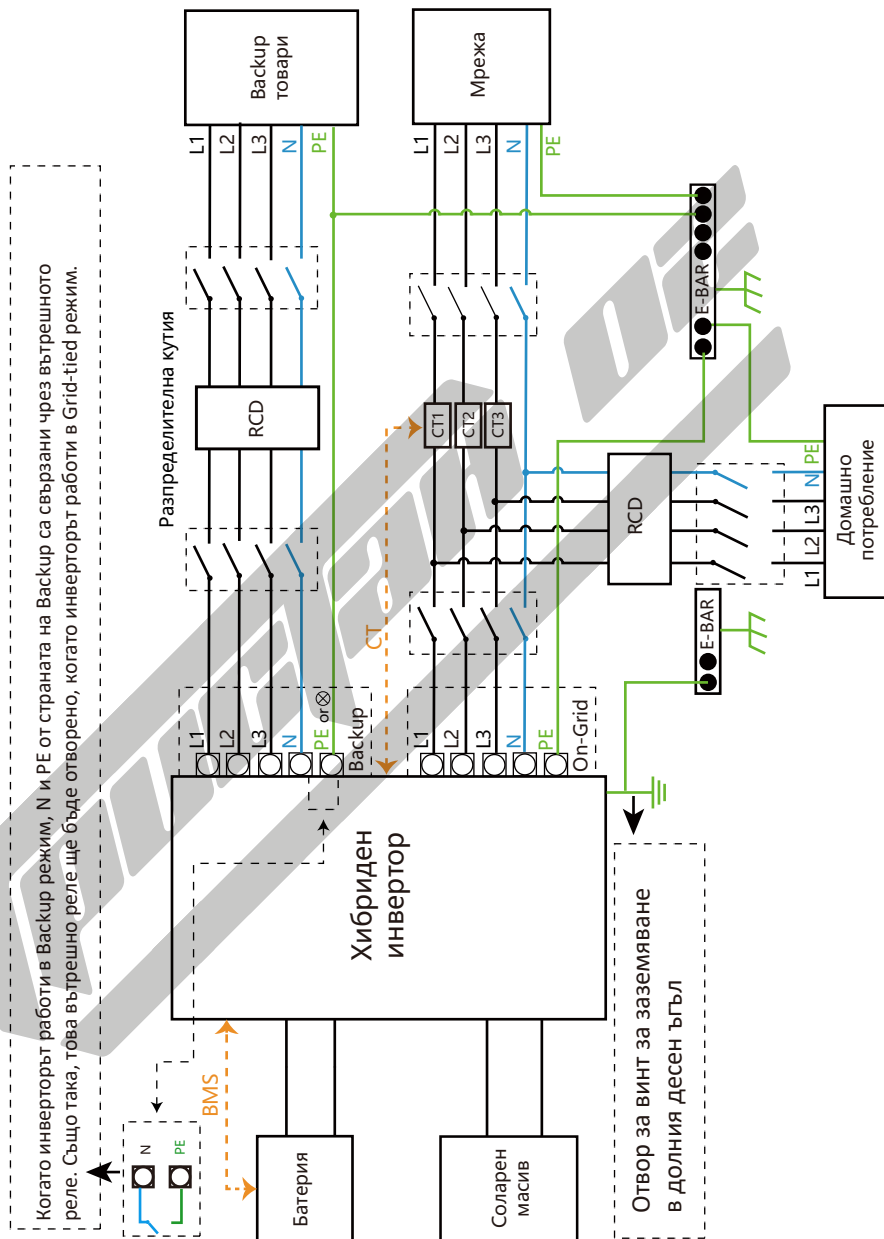 Когато инверторът работи в Backup режим, N и PE от страната на Backup са свързани чрез вътрешното
реле. Също така, това вътрешно реле ще бъде отворено, когато инверторът работи в Grid-tied режим.
N
PE
BMS
Батерия
Соларен
масив
Хибриден
инвертор
Отвор за винт за заземяване
в долния десен ъгъл
L1
L2
L3
N
PE
or
Backup
L1
L2
L3
N
PE
On-Grid
CT
Разпределителна кутия
RCD
CT1
CT2
CT3
RCD
E-BAR
E-BAR
L1
L2
L3
N
PE
Backup
товари
L1
L2
L3
N
PE
Мрежа
L1
L2
L3
N
PE
Домашно
потребление